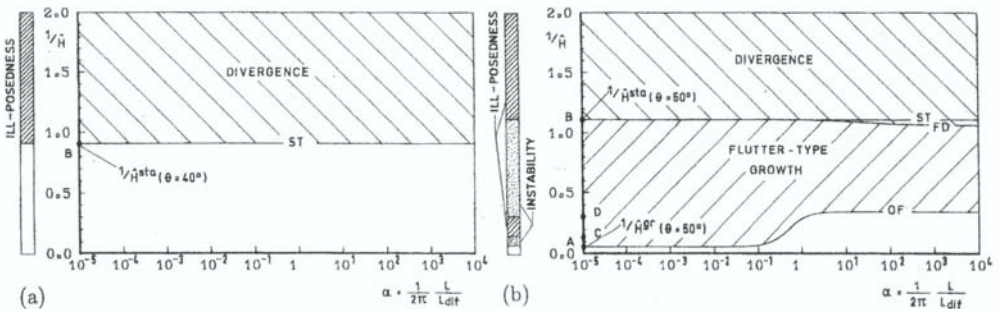 ILL-POSEDNESS
2.0
1/Ĥ
1.5
1.0
B
0.5
0.0
DIVERGENCE
ST
1/Ĥsta (θ=40°)
10⁻⁵ 10⁻⁴ 10⁻³ 10⁻² 10⁻¹ 1 10¹ 10² 10³ 10⁴
(a)
α = 1/2π L/Ldif
ILL-POSEDNESS
INSTABILITY
2.0
1/Ĥ
1.5
B
1.0
0.5
D
C
A
0.0
DIVERGENCE
1/Ĥsta (θ=50°)
ST
FD
FLUTTER-TYPE
GROWTH
OF
1/Ĥgr (θ=50°)
10⁻⁵ 10⁻⁴ 10⁻³ 10⁻² 10⁻¹ 1 10¹ 10² 10³ 10⁴
(b)
α = 1/2π L/Ldif